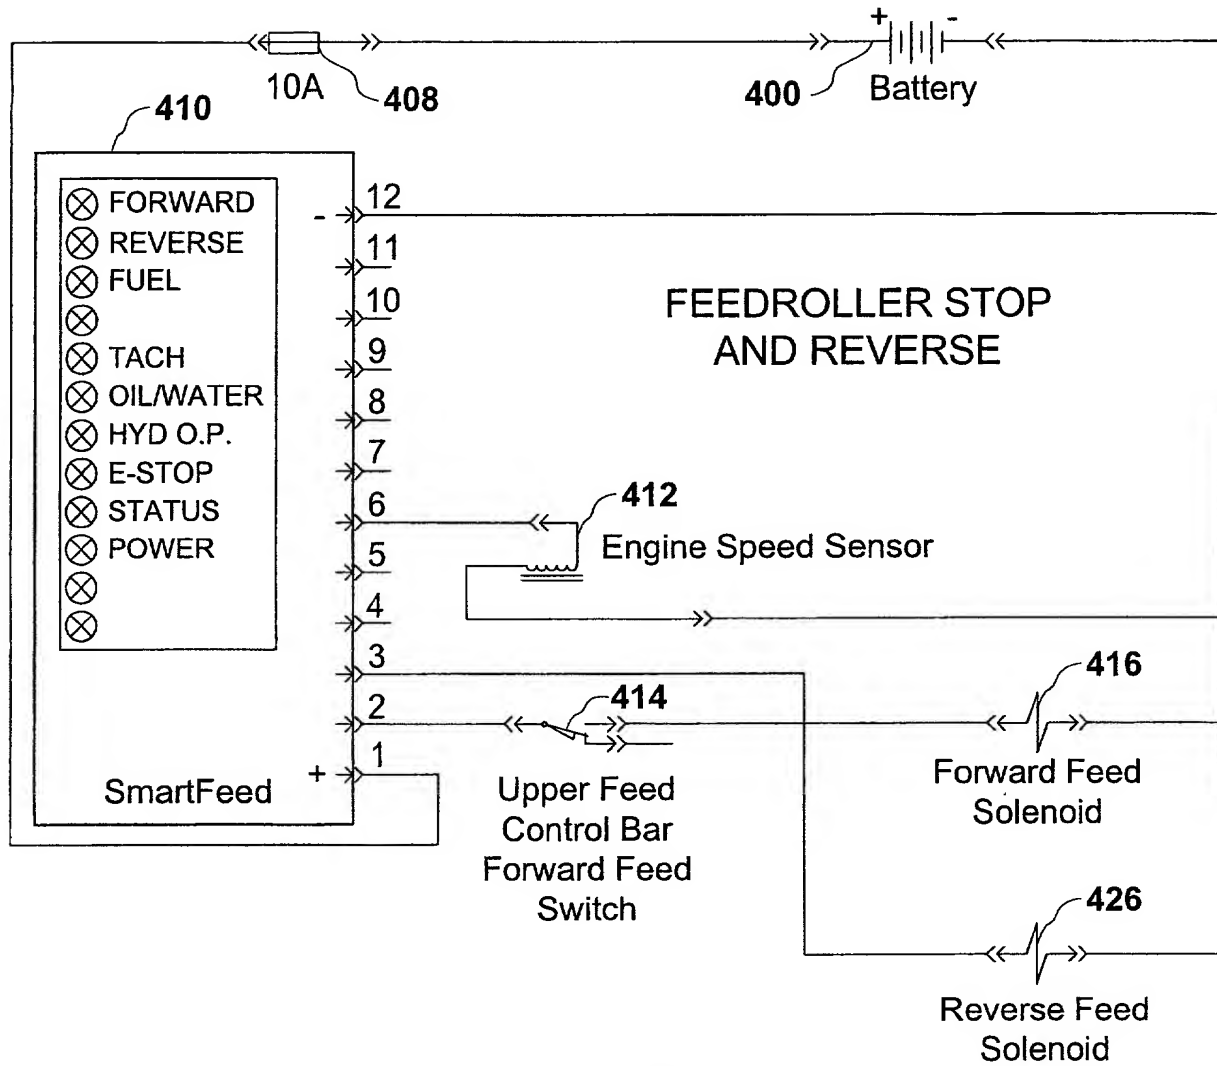 + -
10A
408
400
Battery
410
FORWARD
REVERSE
FUEL
TACH
OIL/WATER
HYD O.P.
E-STOP
STATUS
POWER
-
+
SmartFeed
12
11
10
9
8
7
6
5
4
3
2
1
FEEDROLLER STOP
AND REVERSE
412
Engine Speed Sensor
414
Upper Feed
Control Bar
Forward Feed
Switch
416
Forward Feed
Solenoid
426
Reverse Feed
Solenoid